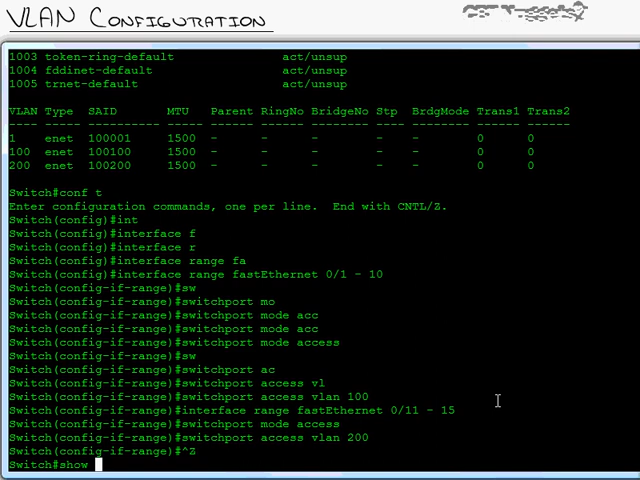 VLAN CONFIGURATION
1003 token-ring-default act/unsup
1004 fddinet-default act/unsup
1005 trnet-default act/unsup
VLAN Type SAID MTU Parent RingNo BridgeNo Stp BrdgMode Trans1 Trans2
---- ----- ---------- ----- ------ ------ -------- ---- -------- ------ ------
1 enet 100001 1500 - - - - - 0 0
100 enet 100100 1500 - - - - - 0 0
200 enet 100200 1500 - - - - - 0 0
Switch#conf t
Enter configuration commands, one per line. End with CNTL/Z.
Switch(config)#int
Switch(config)#interface f
Switch(config)#interface r
Switch(config)#interface range fa
Switch(config)#interface range fastEthernet 0/1 - 10
Switch(config-if-range)#sw
Switch(config-if-range)#switchport mo
Switch(config-if-range)#switchport mode acc
Switch(config-if-range)#switchport mode acc
Switch(config-if-range)#switchport mode access
Switch(config-if-range)#sw
Switch(config-if-range)#switchport ac
Switch(config-if-range)#switchport access vl
Switch(config-if-range)#switchport access vlan 100
Switch(config-if-range)#interface range fastEthernet 0/11 - 15
Switch(config-if-range)#switchport mode access
Switch(config-if-range)#switchport access vlan 200
Switch(config-if-range)#^Z
Switch#show